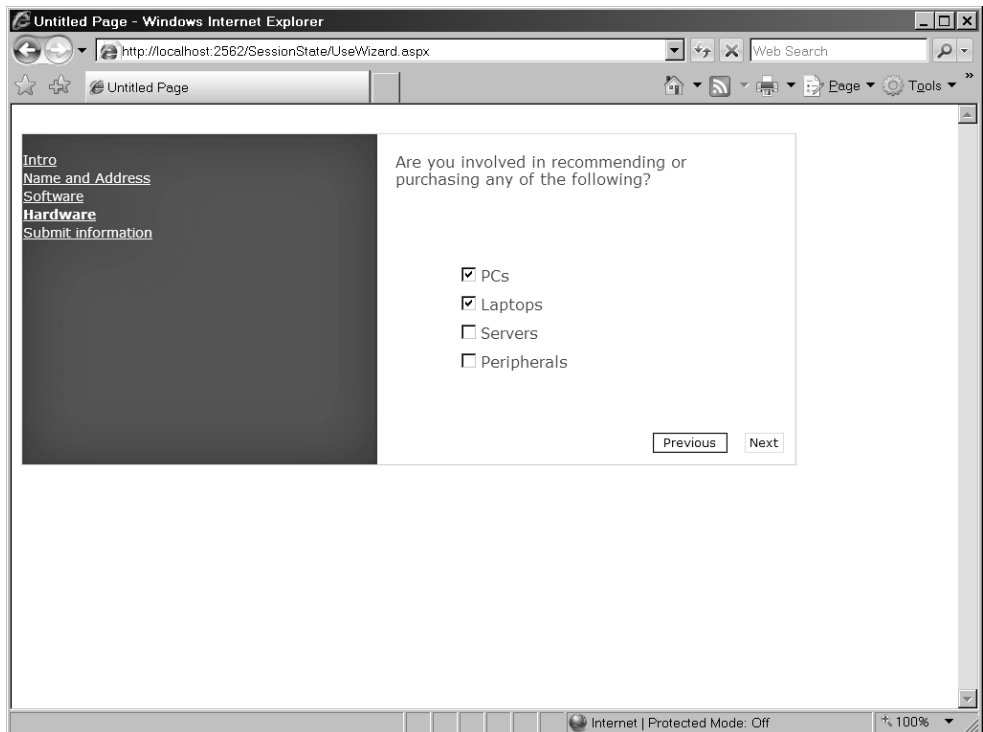 Untitled Page - Windows Internet Explorer
http://localhost:2562/SessionState/UseWizard.aspx
Web Search
Untitled Page
Page
Tools
Intro
Name and Address
Software
Hardware
Submit information
Are you involved in recommending or
purchasing any of the following?
PCs
Laptops
Servers
Peripherals
Previous
Next
Internet | Protected Mode: Off
100%